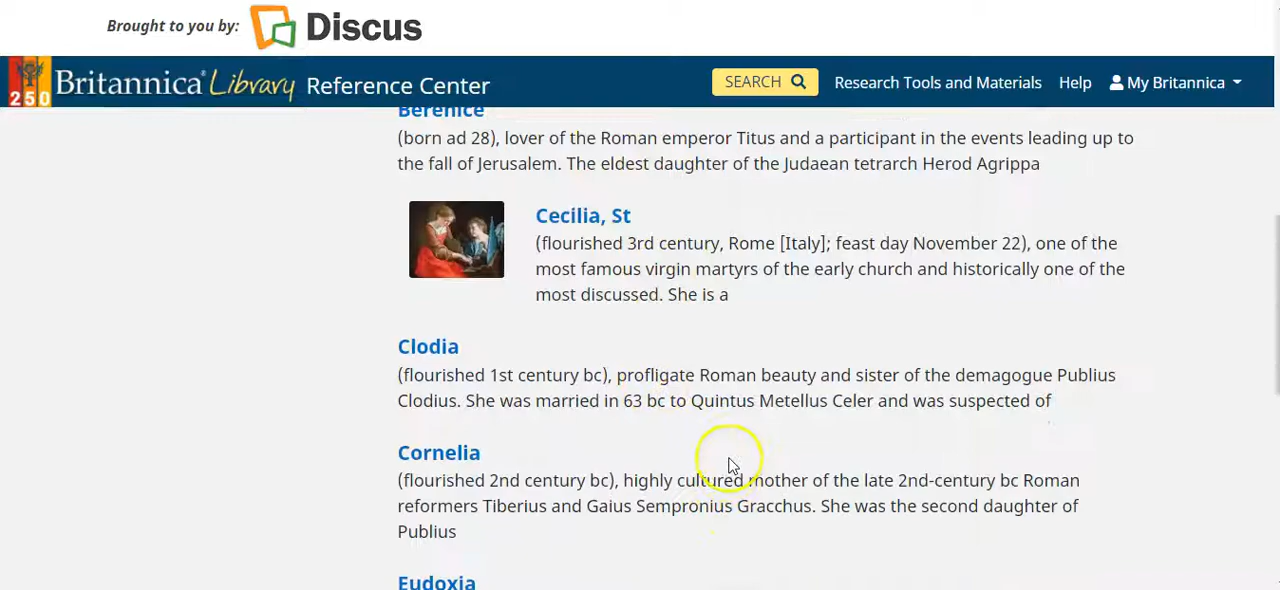 Brought to you by: Discus
250 Britannica® Library Reference Center SEARCH Research Tools and Materials Help My Britannica
Berenice
(born ad 28), lover of the Roman emperor Titus and a participant in the events leading up to
the fall of Jerusalem. The eldest daughter of the Judaean tetrarch Herod Agrippa
Cecilia, St
(flourished 3rd century, Rome [Italy]; feast day November 22), one of the
most famous virgin martyrs of the early church and historically one of the
most discussed. She is a
Clodia
(flourished 1st century bc), profligate Roman beauty and sister of the demagogue Publius
Clodius. She was married in 63 bc to Quintus Metellus Celer and was suspected of
Cornelia
(flourished 2nd century bc), highly cultured mother of the late 2nd-century bc Roman
reformers Tiberius and Gaius Sempronius Gracchus. She was the second daughter of
Publius
Eudoxia